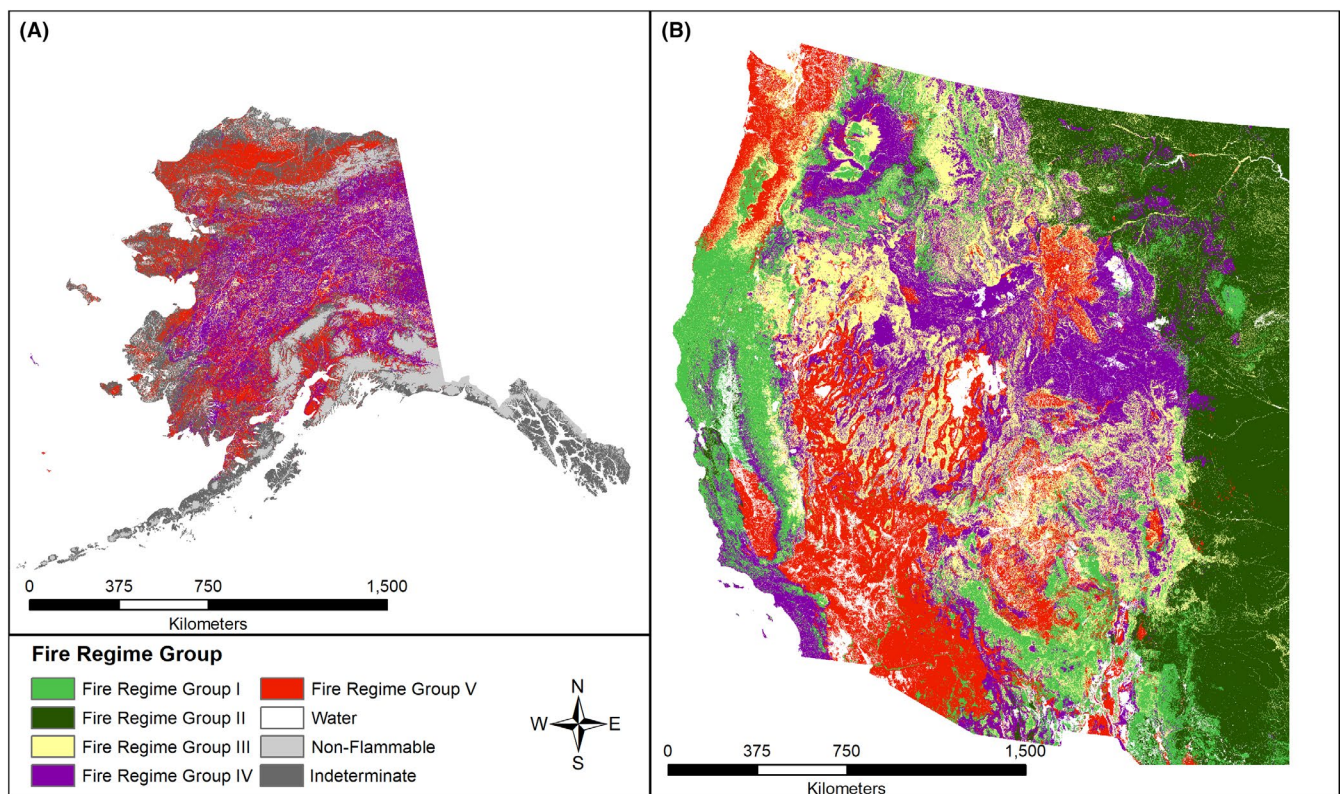 (A)
0 375 750 1,500
Kilometers
Fire Regime Group
Fire Regime Group I
Fire Regime Group II
Fire Regime Group III
Fire Regime Group IV
Fire Regime Group V
Water
Non-Flammable
Indeterminate
N
W E
S
(B)
0 375 750 1,500
Kilometers